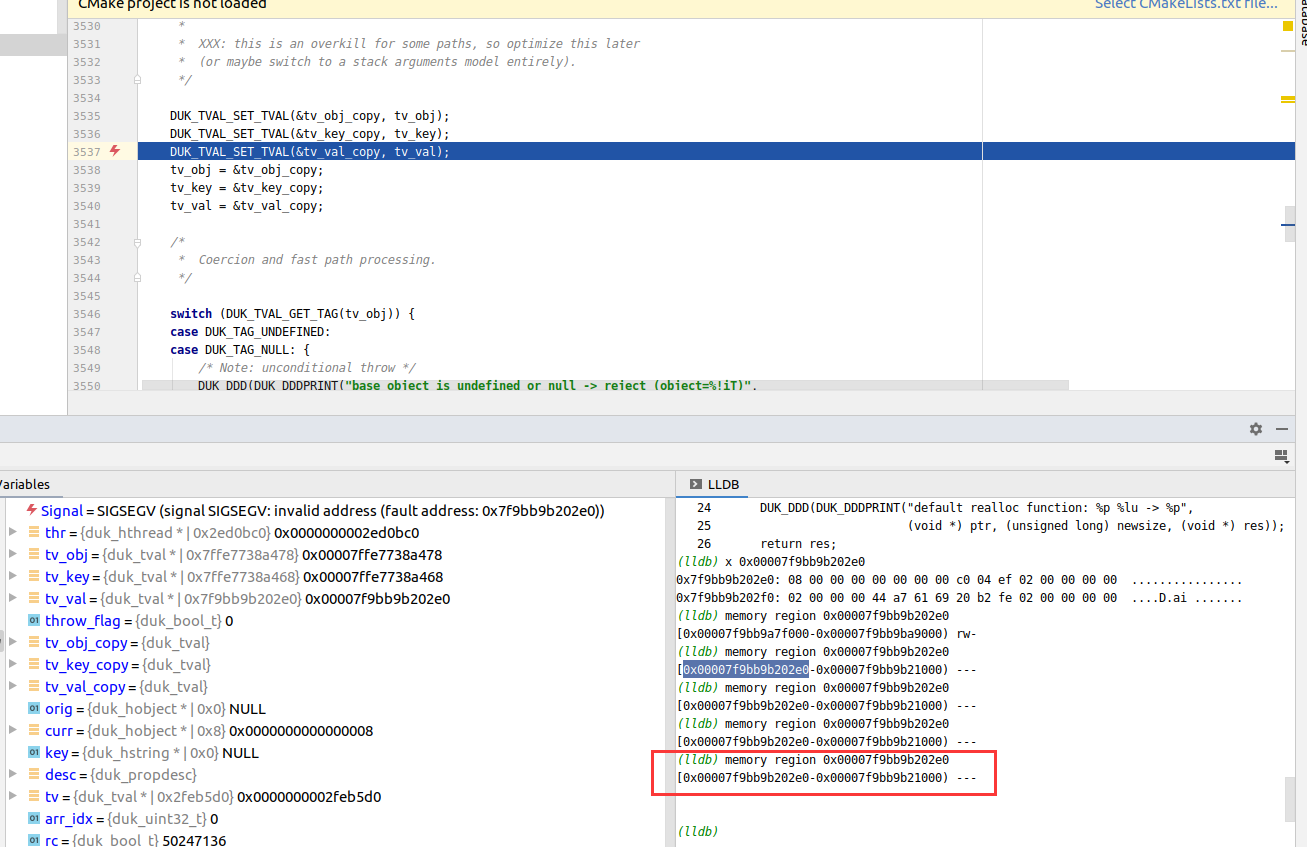 CMake project is not loaded
Select CMakeLists.txt file...
3530 *
3531 * XXX: this is an overkill for some paths, so optimize this later
3532 * (or maybe switch to a stack arguments model entirely).
3533 */
3534
3535 DUK_TVAL_SET_TVAL(&tv_obj_copy, tv_obj);
3536 DUK_TVAL_SET_TVAL(&tv_key_copy, tv_key);
3537 DUK_TVAL_SET_TVAL(&tv_val_copy, tv_val);
3538 tv_obj = &tv_obj_copy;
3539 tv_key = &tv_key_copy;
3540 tv_val = &tv_val_copy;
3541
3542 /*
3543 * Coercion and fast path processing.
3544 */
3545
3546 switch (DUK_TVAL_GET_TAG(tv_obj)) {
3547 case DUK_TAG_UNDEFINED:
3548 case DUK_TAG_NULL: {
3549 /* Note: unconditional throw */
3550 DUK_DDD(DUK_DDDPRINT("base object is undefined or null -> reject (object=%!iT)",
Variables
Signal = SIGSEGV (signal SIGSEGV: invalid address (fault address: 0x7f9bb9b202e0))
thr = {duk_hthread * | 0x2ed0bc0} 0x0000000002ed0bc0
tv_obj = {duk_tval * | 0x7ffe7738a478} 0x00007ffe7738a478
tv_key = {duk_tval * | 0x7ffe7738a468} 0x00007ffe7738a468
tv_val = {duk_tval * | 0x7f9bb9b202e0} 0x00007f9bb9b202e0
throw_flag = {duk_bool_t} 0
tv_obj_copy = {duk_tval}
tv_key_copy = {duk_tval}
tv_val_copy = {duk_tval}
orig = {duk_hobject * | 0x0} NULL
curr = {duk_hobject * | 0x8} 0x0000000000000008
key = {duk_hstring * | 0x0} NULL
desc = {duk_propdesc}
tv = {duk_tval * | 0x2feb5d0} 0x0000000002feb5d0
arr_idx = {duk_uint32_t} 0
rc = {duk_bool_t} 50247136
LLDB
24 DUK_DDD(DUK_DDDPRINT("default realloc function: %p %lu -> %p",
25 (void *) ptr, (unsigned long) newsize, (void *) res));
26 return res;
(lldb) x 0x00007f9bb9b202e0
0x7f9bb9b202e0: 08 00 00 00 00 00 00 00 c0 04 ef 02 00 00 00 00 ................
0x7f9bb9b202f0: 02 00 00 00 44 a7 61 69 20 b2 fe 02 00 00 00 00 ....D.ai .......
(lldb) memory region 0x00007f9bb9b202e0
[0x00007f9bb9a7f000-0x00007f9bb9ba9000) rw-
(lldb) memory region 0x00007f9bb9b202e0
[0x00007f9bb9b202e0-0x00007f9bb9b21000) ---
(lldb) memory region 0x00007f9bb9b202e0
[0x00007f9bb9b202e0-0x00007f9bb9b21000) ---
(lldb) memory region 0x00007f9bb9b202e0
[0x00007f9bb9b202e0-0x00007f9bb9b21000) ---
(lldb) memory region 0x00007f9bb9b202e0
[0x00007f9bb9b202e0-0x00007f9bb9b21000) ---
(lldb)